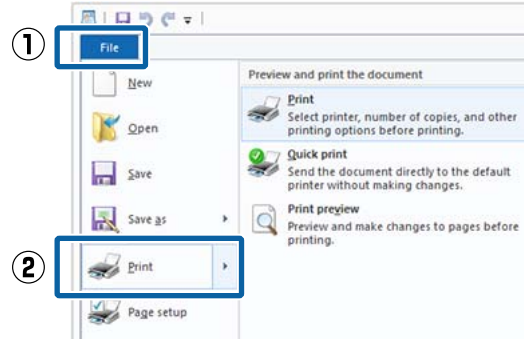 ①
File
New
Open
Save
Save as
②
Print
Page setup
Preview and print the document
Print
Select printer, number of copies, and other
printing options before printing.
Quick print
Send the document directly to the default
printer without making changes.
Print preview
Preview and make changes to pages before
printing.